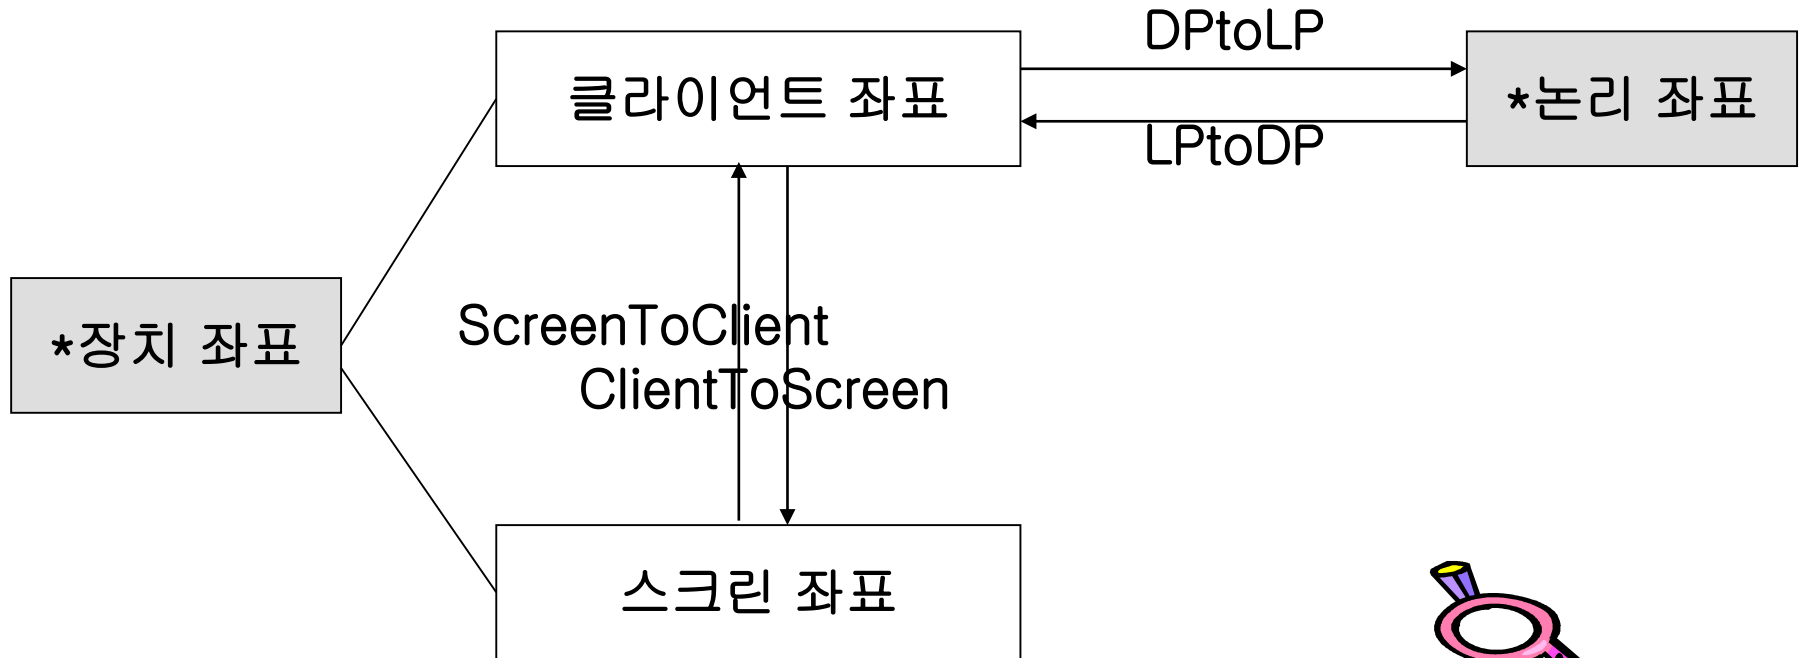 DPtoLP
클라이언트 좌표
*논리 좌표
LPtoDP
*장치 좌표
ScreenToClient
ClientToScreen
스크린 좌표